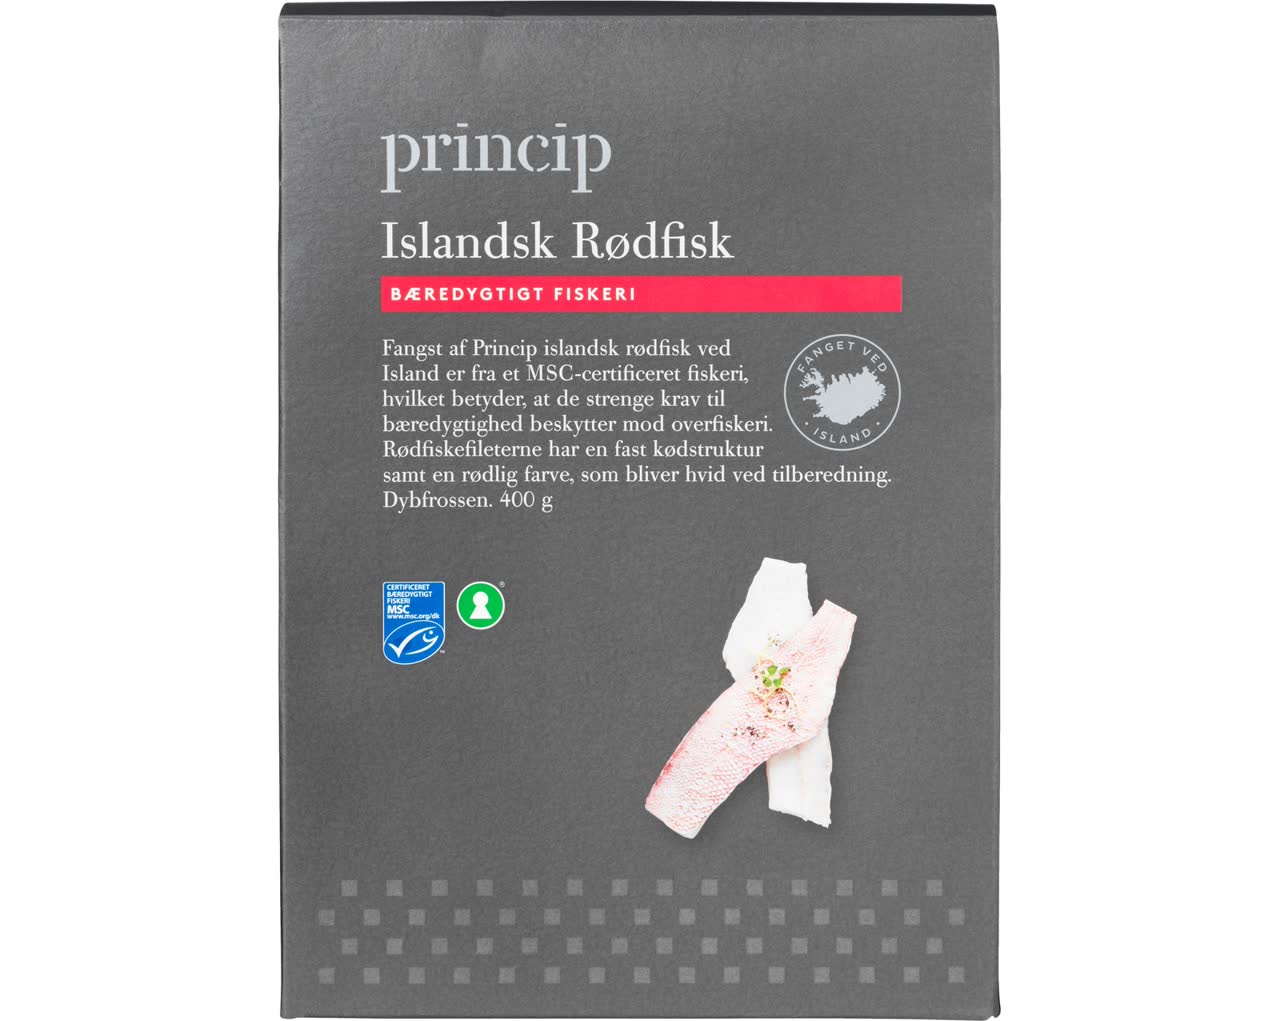 princip
Islandsk Rødfisk
BÆREDYGTIGT FISKERI
Fangst af Princip islandsk rødfisk ved
Island er fra et MSC-certificeret fiskeri,
hvilket betyder, at de strenge krav til
bæredygtighed beskytter mod overfiskeri.
Rødfiskefileterne har en fast kødstruktur
samt en rødlig farve, som bliver hvid ved tilberedning.
Dybfrossen. 400 g
FANGET VED
· ISLAND ·
CERTIFICERET
BÆREDYGTIGT
FISKERI
MSC
www.msc.org/dk
TM
®